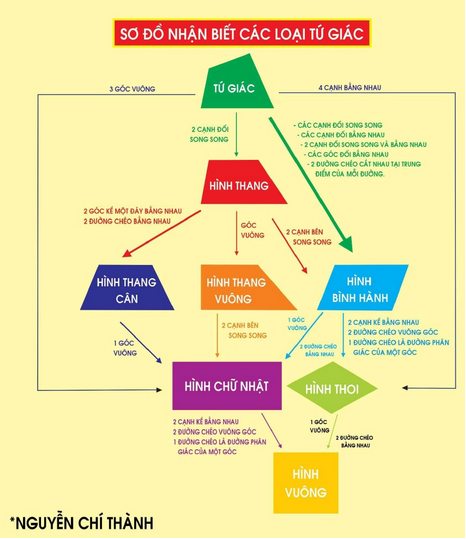 SƠ ĐỒ NHẬN BIẾT CÁC LOẠI TỨ GIÁC
3 GÓC VUÔNG
4 CẠNH BẰNG NHAU
TỨ GIÁC
2 CẠNH ĐỐI
SONG SONG
- CÁC CẠNH ĐỐI SONG SONG
- CÁC CẠNH ĐỐI BẰNG NHAU
- 2 CẠNH ĐỐI SONG SONG VÀ BẰNG NHAU
- CÁC GÓC ĐỐI BẰNG NHAU
- 2 ĐƯỜNG CHÉO CẮT NHAU TẠI TRUNG
ĐIỂM CỦA MỖI ĐƯỜNG.
HÌNH THANG
2 GÓC KỀ MỘT ĐÁY BẰNG NHAU
2 ĐƯỜNG CHÉO BẰNG NHAU
GÓC
VUÔNG
2 CẠNH BÊN
SONG SONG
HÌNH THANG
CÂN
HÌNH THANG
VUÔNG
HÌNH
BÌNH HÀNH
1 GÓC
VUÔNG
2 CẠNH BÊN
SONG SONG
1 GÓC
VUÔNG
2 ĐƯỜNG CHÉO
BẰNG NHAU
2 CẠNH KỀ BẰNG NHAU
2 ĐƯỜNG CHÉO VUÔNG GÓC
1 ĐƯỜNG CHÉO LÀ ĐƯỜNG PHÂN
GIÁC CỦA MỘT GÓC
HÌNH CHỮ NHẬT
HÌNH THOI
2 CẠNH KỀ BẰNG NHAU
2 ĐƯỜNG CHÉO VUÔNG GÓC
1 ĐƯỜNG CHÉO LÀ ĐƯỜNG PHÂN
GIÁC CỦA MỘT GÓC
1 GÓC
VUÔNG
2 ĐƯỜNG CHÉO
BẰNG NHAU
HÌNH
VUÔNG
*NGUYỄN CHÍ THÀNH